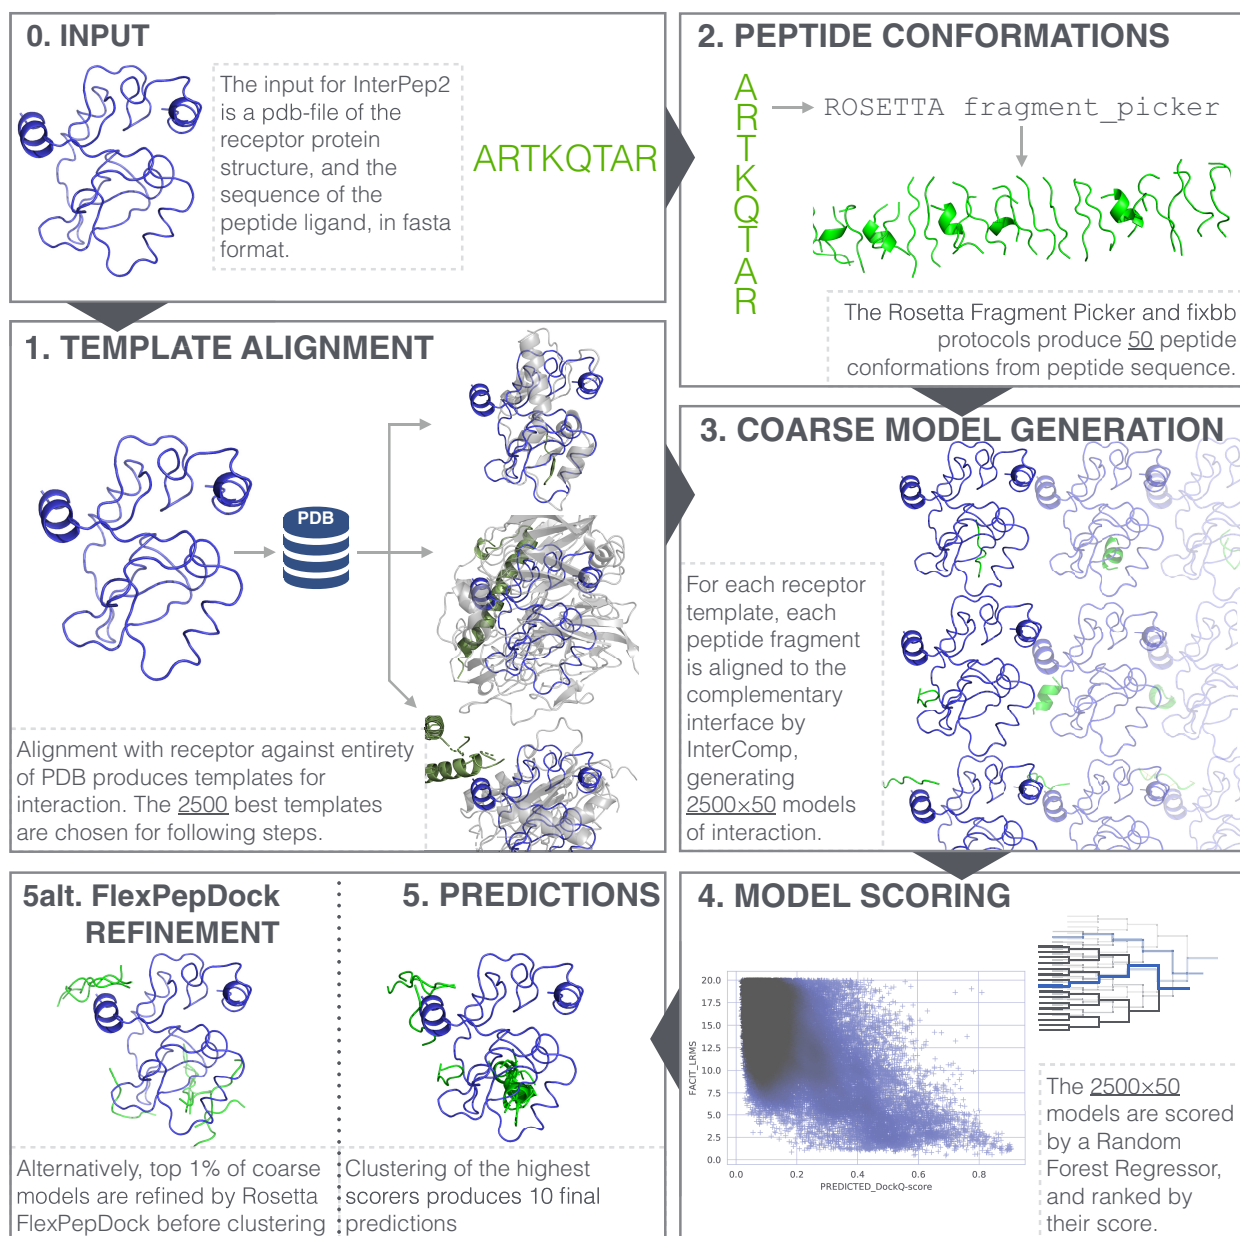 0. INPUT
The input for InterPep2
is a pdb-file of the
receptor protein
structure, and the
sequence of the
peptide ligand, in fasta
format.
ARTKQTAR
1. TEMPLATE ALIGNMENT
PDB
Alignment with receptor against entirety
of PDB produces templates for
interaction. The 2500 best templates
are chosen for following steps.
2. PEPTIDE CONFORMATIONS
A
R
T
K
Q
T
A
R
ROSETTA fragment_picker
The Rosetta Fragment Picker and fixbb
protocols produce 50 peptide
conformations from peptide sequence.
3. COARSE MODEL GENERATION
For each receptor
template, each
peptide fragment
is aligned to the
complementary
interface by
InterComp,
generating
2500×50 models
of interaction.
4. MODEL SCORING
20.0
17.5
15.0
12.5
10.0
7.5
5.0
2.5
0.0
FACIT_LRMS
0.0 0.2 0.4 0.6 0.8
PREDICTED_DockQ-score
The 2500×50
models are scored
by a Random
Forest Regressor,
and ranked by
their score.
5. PREDICTIONS
Clustering of the highest
scorers produces 10 final
predictions
5alt. FlexPepDock
REFINEMENT
Alternatively, top 1% of coarse
models are refined by Rosetta
FlexPepDock before clustering